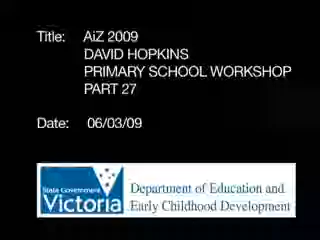 Title: AiZ 2009
DAVID HOPKINS
PRIMARY SCHOOL WORKSHOP
PART 27
Date: 06/03/09
State Government
Victoria
Department of Education and
Early Childhood Development